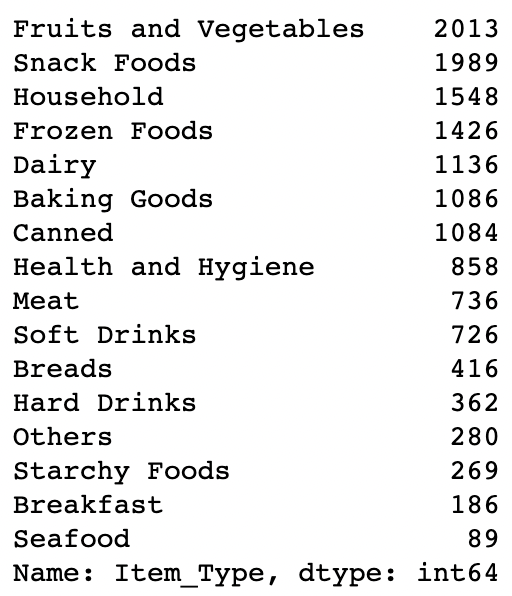 Fruits and Vegetables    2013
Snack Foods              1989
Household                1548
Frozen Foods             1426
Dairy                    1136
Baking Goods             1086
Canned                   1084
Health and Hygiene        858
Meat                      736
Soft Drinks               726
Breads                    416
Hard Drinks               362
Others                    280
Starchy Foods             269
Breakfast                 186
Seafood                    89
Name: Item_Type, dtype: int64